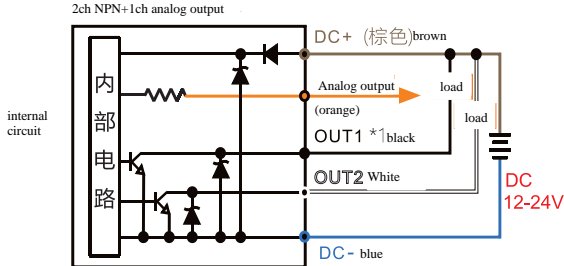 2ch NPN+1ch analog output
DC+ (棕色)brown
内部电路
Analog output
(orange)
load
internal
circuit
OUT1 *1black
load
OUT2 White
DC
12-24V
DC- blue